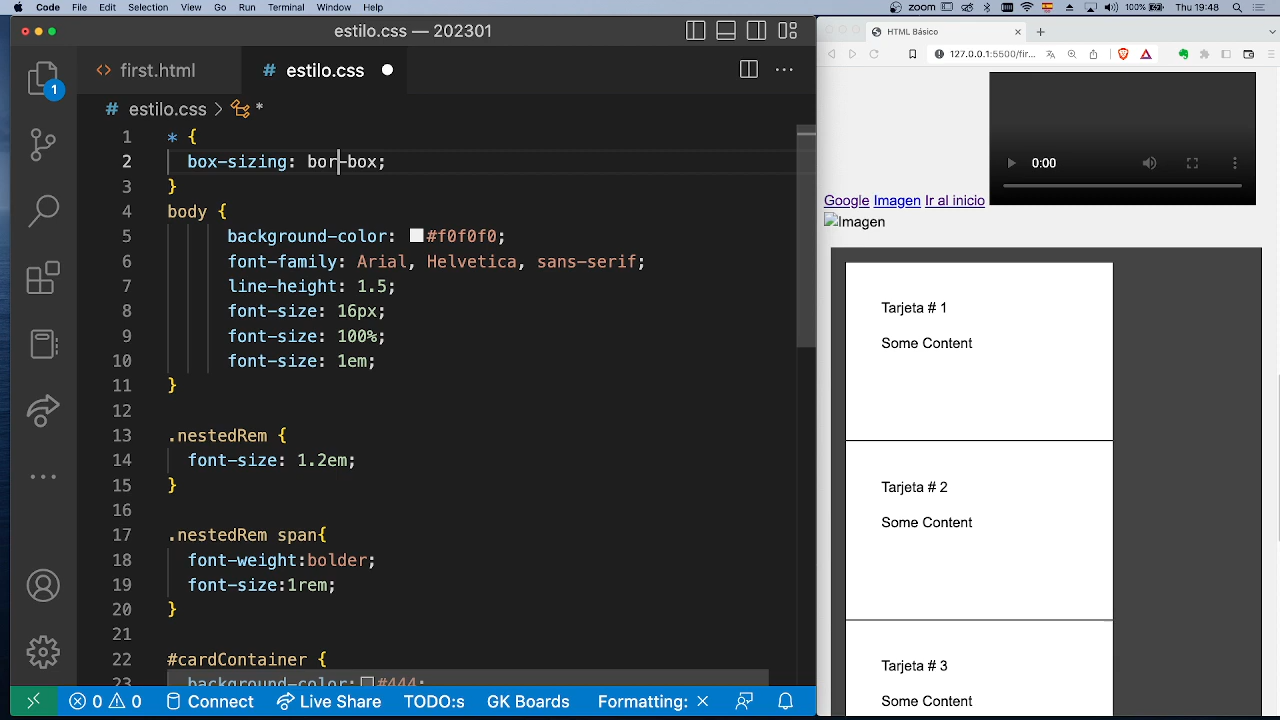 Code File Edit Selection View Go Run Terminal Window Help zoom 100% Thu 19:48
estilo.css — 202301
first.html
# estilo.css
1
# estilo.css > *
1 * {
2 box-sizing: bor-box;
3 }
4 body {
5 background-color: #f0f0f0;
6 font-family: Arial, Helvetica, sans-serif;
7 line-height: 1.5;
8 font-size: 16px;
9 font-size: 100%;
10 font-size: 1em;
11 }
12
13 .nestedRem {
14 font-size: 1.2em;
15 }
16
17 .nestedRem span{
18 font-weight:bolder;
19 font-size:1rem;
20 }
21
22 #cardContainer {
23 background-color: #444;
0 0 Connect Live Share TODO:s GK Boards Formatting: ×
HTML Básico
127.0.0.1:5500/fir...
0:00
Google Imagen Ir al inicio
Imagen
Tarjeta # 1
Some Content
Tarjeta # 2
Some Content
Tarjeta # 3
Some Content